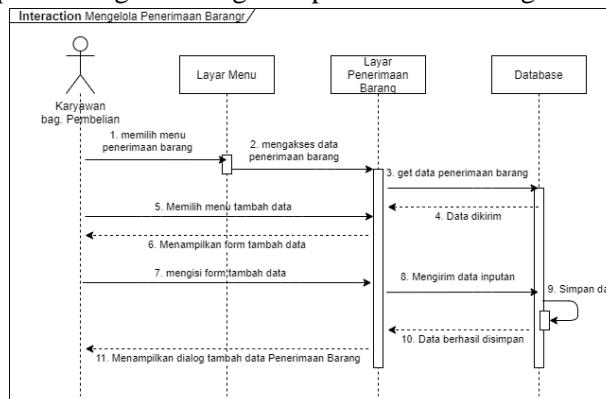 Interaction Mengelola Penerimaan Barangr
Layar Menu
Layar
Penerimaan
Barang
Database
Karyawan
bag. Pembelian
1. memilih menu
penerimaan barang
2. mengakses data
penerimaan barang
3. get data penerimaan barang
4. Data dikirim
5. Memilih menu tambah data
6. Menampilkan form tambah data
7. mengisi form tambah data
8. Mengirim data inputan
9. Simpan da
10. Data berhasil disimpan
11. Menampilkan dialog tambah data Penerimaan Barang